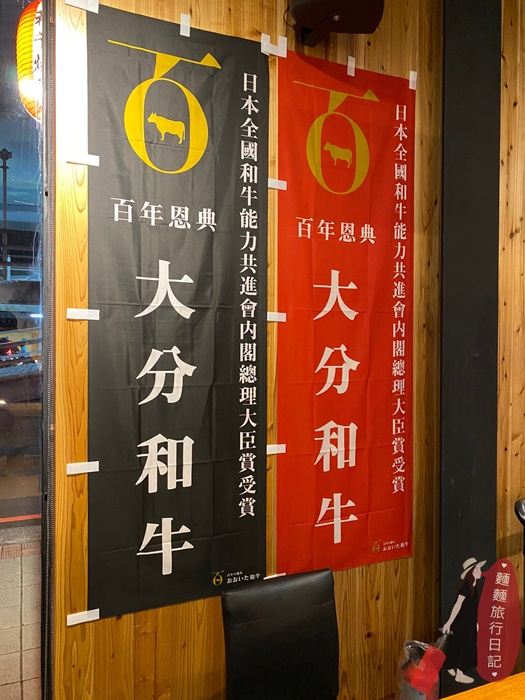 百年恩典
大分和牛
日本全國和牛能力共進會內閣總理大臣賞受賞
おおいた和牛
百年恩典
大分和牛
日本全國和牛能力共進會內閣總理大臣賞受賞
おおいた和牛
麵麵旅行日記